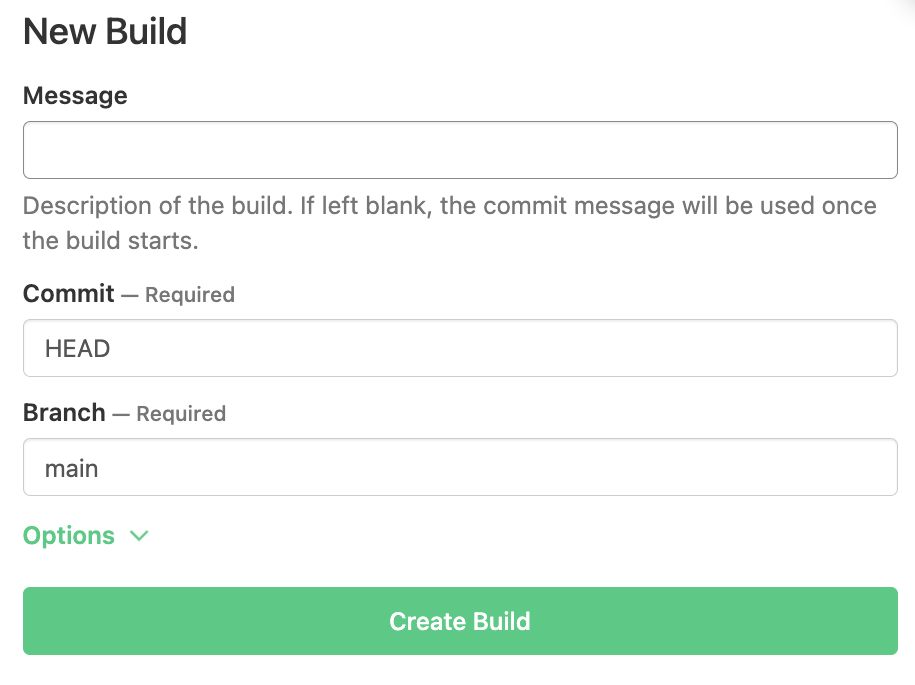 New Build
Message
Description of the build. If left blank, the commit message will be used once
the build starts.
Commit — Required
HEAD
Branch — Required
main
Options
Create Build